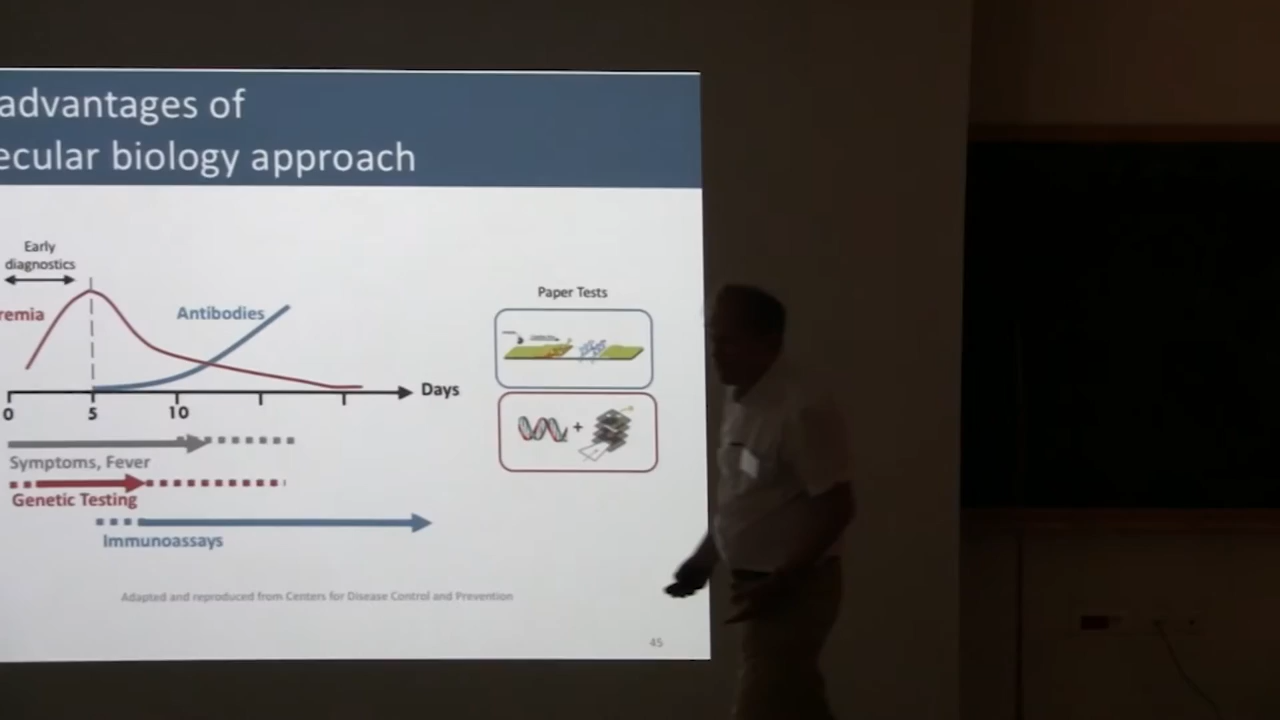 advantages of
ecular biology approach
Early
diagnostics
remia
Antibodies
Paper Tests
Days
0 5 10
+
Symptoms, Fever
Genetic Testing
Immunoassays
Adapted and reproduced from Centers for Disease Control and Prevention
45